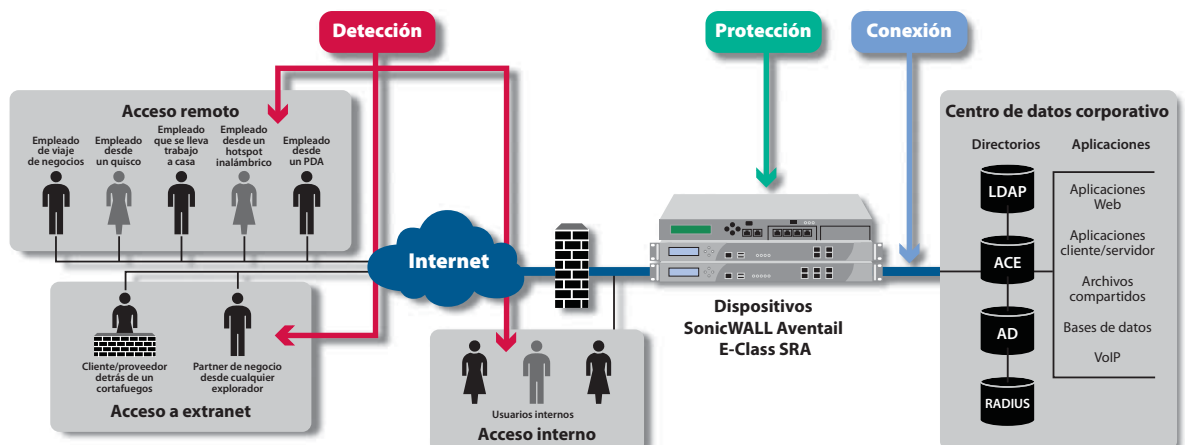 Detección
Protección
Conexión
Acceso remoto
Empleado
de viaje
de negocios
Empleado
desde
un quisco
Empleado
que se lleva
trabajo
a casa
Empleado
desde un
hotspot
inalámbrico
Empleado
desde
un PDA
Internet
Cliente/proveedor
detrás de un
cortafuegos
Partner de negocio
desde cualquier
explorador
Acceso a extranet
Usuarios internos
Acceso interno
Dispositivos
SonicWALL Aventail
E-Class SRA
Centro de datos corporativo
Directorios
Aplicaciones
LDAP
ACE
AD
RADIUS
Aplicaciones
Web
Aplicaciones
cliente/servidor
Archivos
compartidos
Bases de datos
VoIP